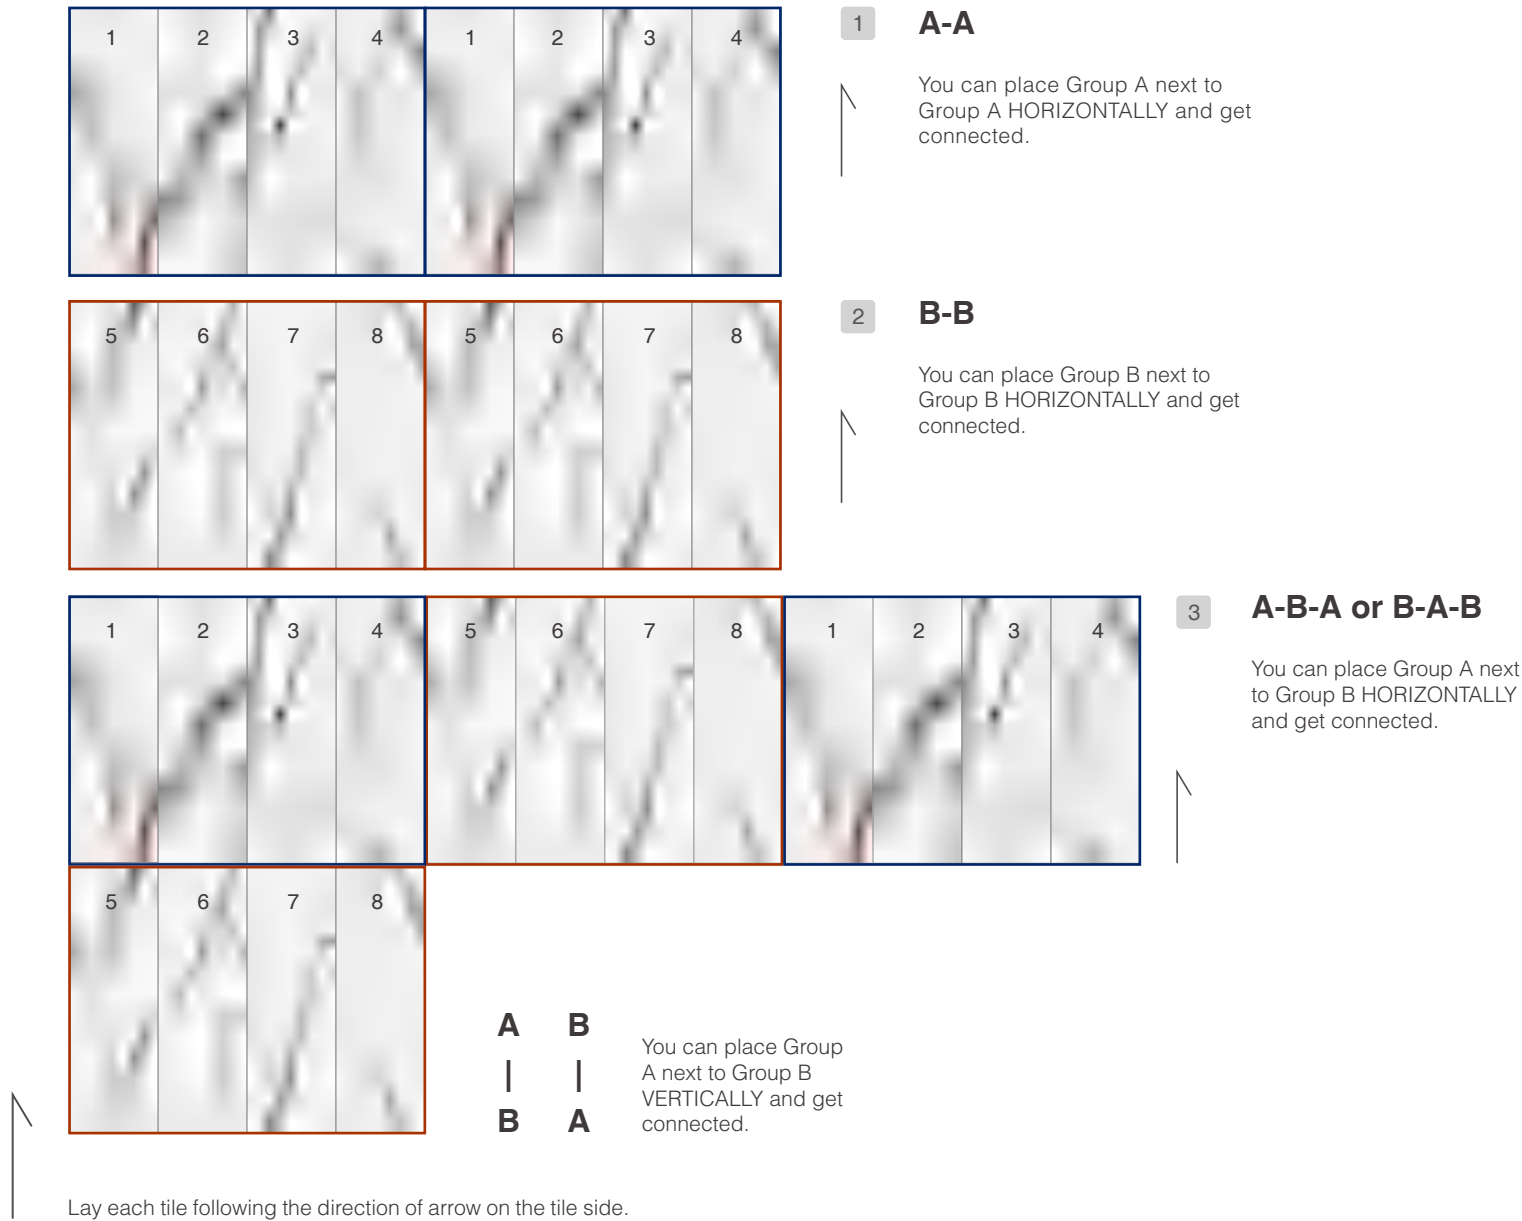 1 2 3 4 1 2 3 4
1 A-A
You can place Group A next to
Group A HORIZONTALLY and get
connected.
5 6 7 8 5 6 7 8
2 B-B
You can place Group B next to
Group B HORIZONTALLY and get
connected.
1 2 3 4 5 6 7 8 1 2 3 4
3 A-B-A or B-A-B
You can place Group A next
to Group B HORIZONTALLY
and get connected.
5 6 7 8
A B
| |
B A
You can place Group
A next to Group B
VERTICALLY and get
connected.
Lay each tile following the direction of arrow on the tile side.